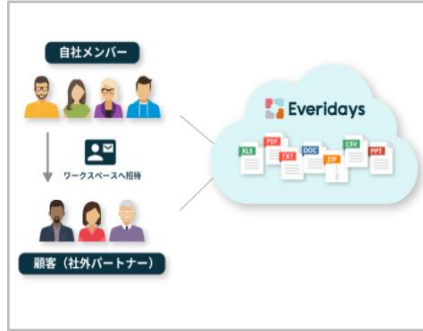 自社メンバー
ワークスペースへ招待
顧客（社外パートナー）
Everidays
XLS
PDF
TXT
DOC
ZIP
CSV
PPT